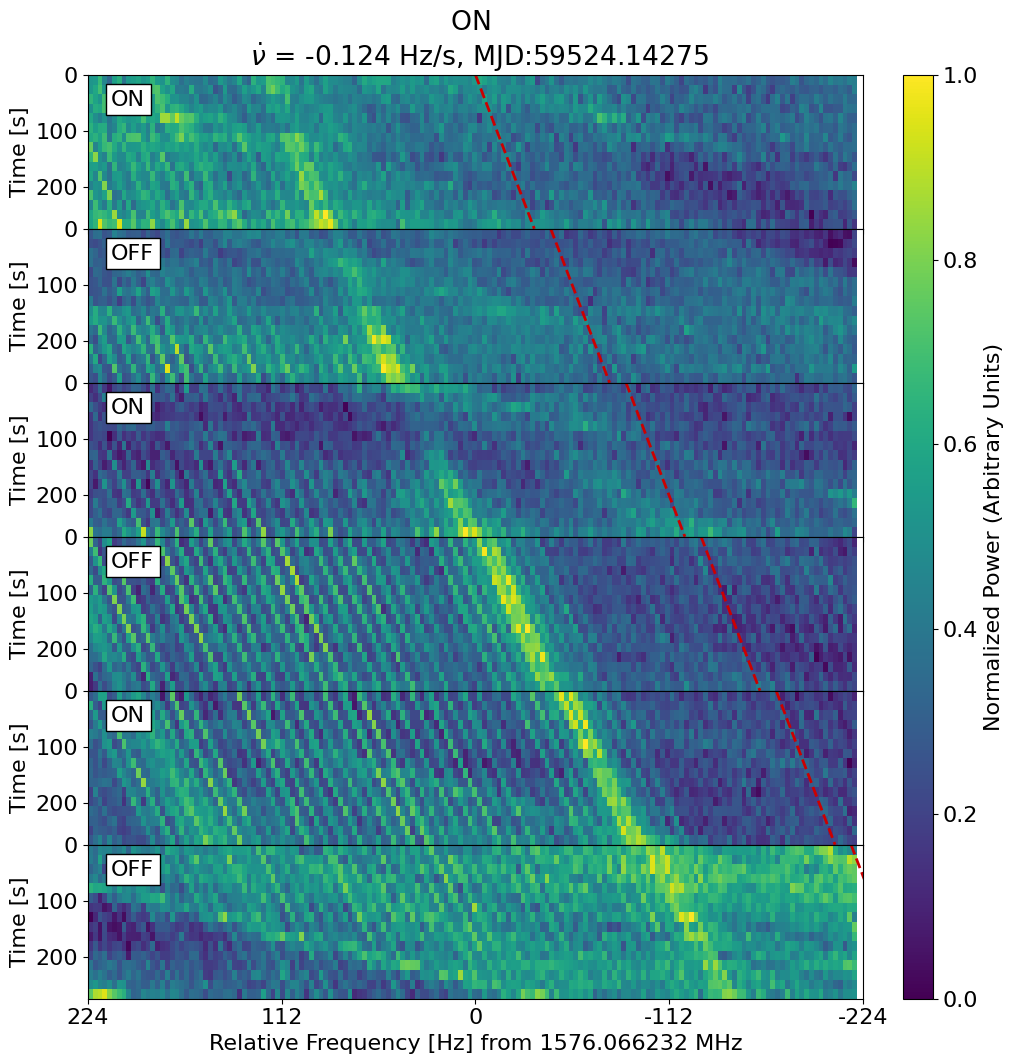 ON
ν̇ = -0.124 Hz/s, MJD:59524.14275
0
100
200
Time [s]
ON
0
100
200
Time [s]
OFF
0
100
200
Time [s]
ON
0
100
200
Time [s]
OFF
0
100
200
Time [s]
ON
0
100
200
Time [s]
OFF
224 112 0 -112 -224
Relative Frequency [Hz] from 1576.066232 MHz
1.0
0.8
0.6
0.4
0.2
0.0
Normalized Power (Arbitrary Units)